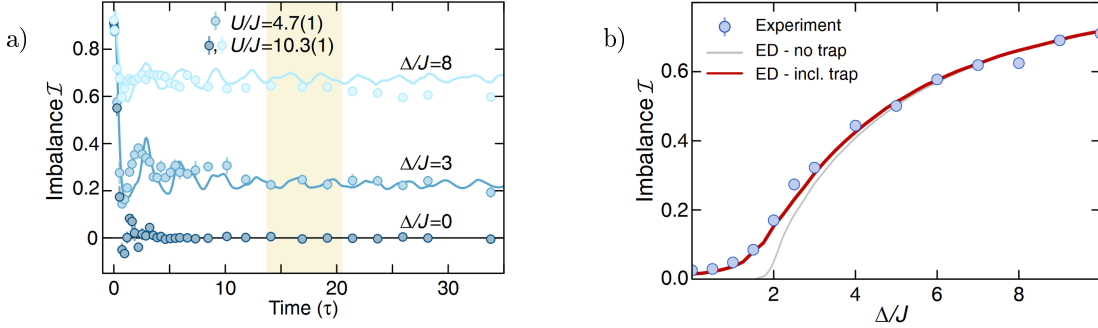 a)
U/J=4.7(1)
, U/J=10.3(1)
Δ/J=8
Δ/J=3
Δ/J=0
0.8
0.6
0.4
0.2
0
Imbalance ℐ
0 10 20 30
Time (τ)
b)
Experiment
ED - no trap
ED - incl. trap
0.6
0.4
0.2
0.0
Imbalance ℐ
2 4 6 8 10
Δ/J